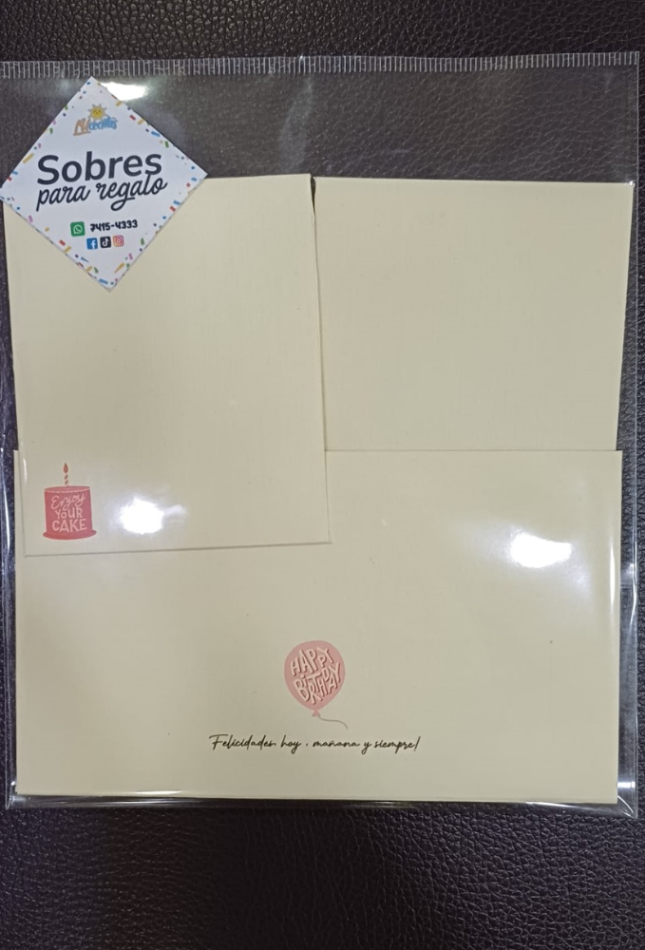 Sobres
para regalo
7415-4333
Enjoy
YOUR
CAKE
HAPPY
BIRTHDAY
Felicidades hoy, mañana y siempre!